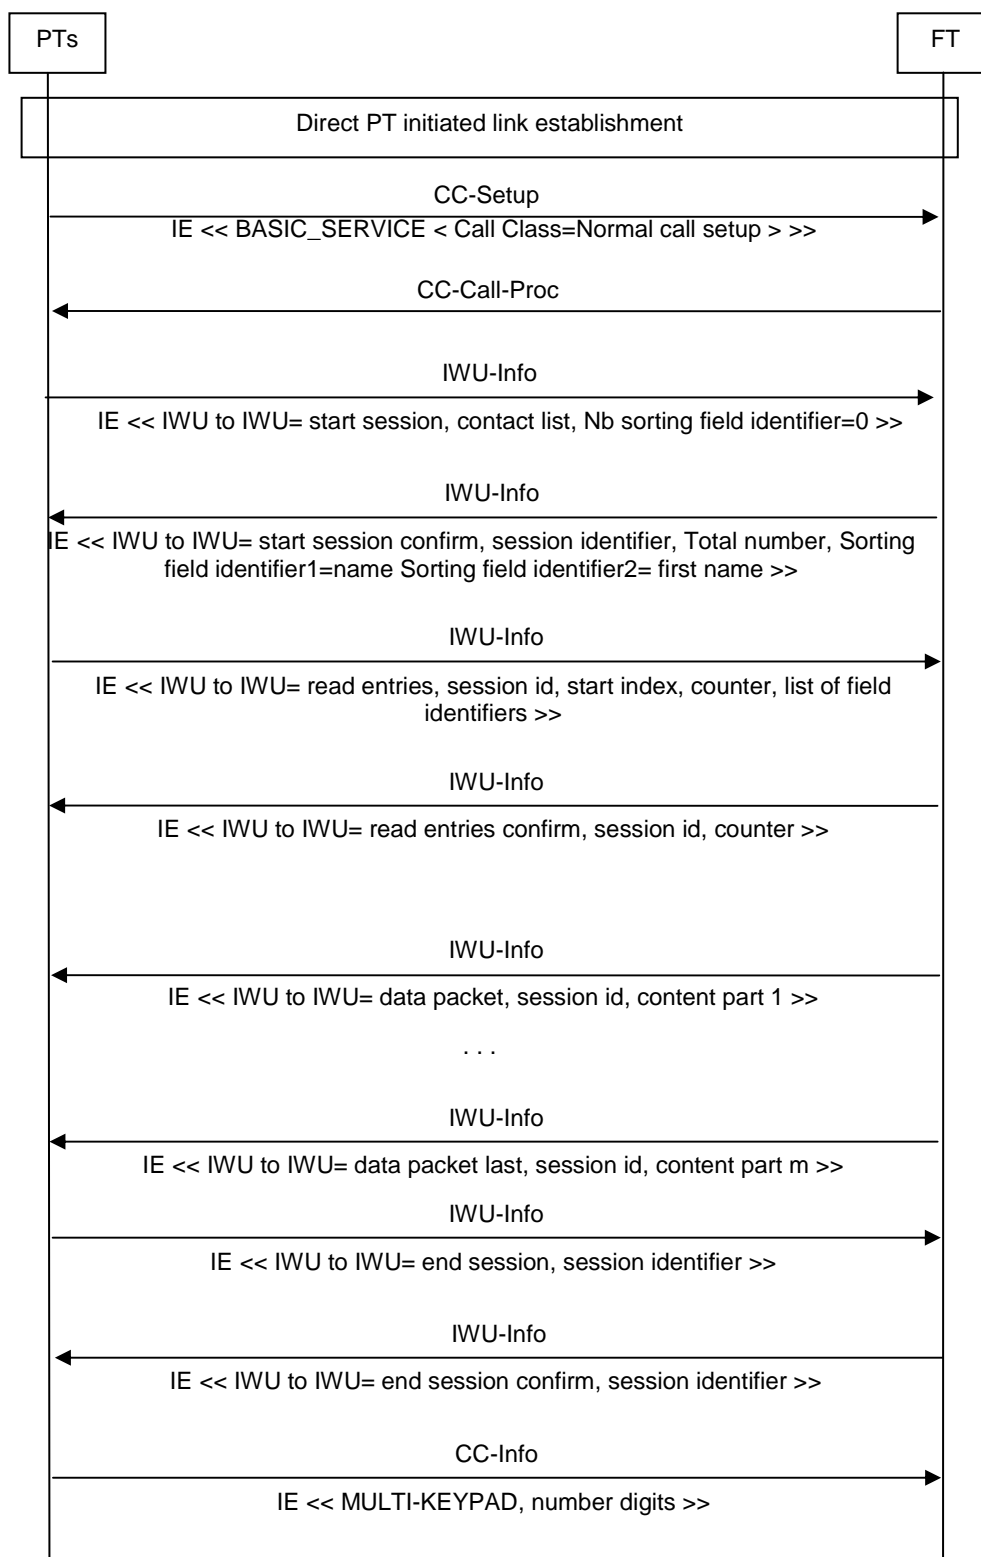 PTs
FT
Direct PT initiated link establishment
CC-Setup
IE << BASIC_SERVICE < Call Class=Normal call setup > >>
CC-Call-Proc
IWU-Info
IE << IWU to IWU= start session, contact list, Nb sorting field identifier=0 >>
IWU-Info
IE << IWU to IWU= start session confirm, session identifier, Total number, Sorting
field identifier1=name Sorting field identifier2= first name >>
IWU-Info
IE << IWU to IWU= read entries, session id, start index, counter, list of field
identifiers >>
IWU-Info
IE << IWU to IWU= read entries confirm, session id, counter >>
IWU-Info
IE << IWU to IWU= data packet, session id, content part 1 >>
. . .
IWU-Info
IE << IWU to IWU= data packet last, session id, content part m >>
IWU-Info
IE << IWU to IWU= end session, session identifier >>
IWU-Info
IE << IWU to IWU= end session confirm, session identifier >>
CC-Info
IE << MULTI-KEYPAD, number digits >>